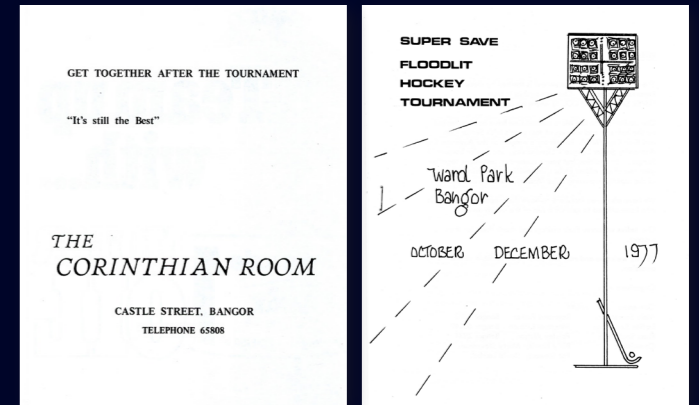 GET TOGETHER AFTER THE TOURNAMENT
"It's still the Best"
THE
CORINTHIAN ROOM
CASTLE STREET, BANGOR
TELEPHONE 65808
SUPER SAVE
FLOODLIT
HOCKEY
TOURNAMENT
Ward Park
Bangor
OCTOBER DECEMBER 1977